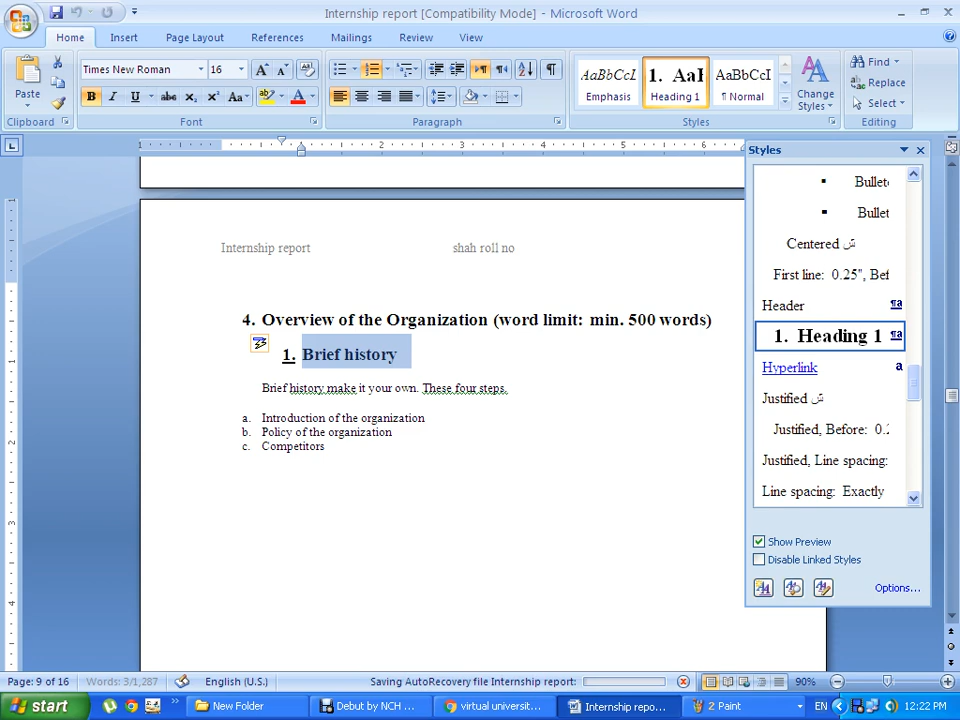 Internship report [Compatibility Mode] - Microsoft Word
Home Insert Page Layout References Mailings Review View
Times New Roman 16
Paste
Clipboard Font Paragraph Styles Editing
AaBbCcI 1. AaI AaBbCcI
Emphasis Heading 1 ¶ Normal
Change Styles
Find
Replace
Select
Styles
Bullet
Bullet
Centered
First line: 0.25", Bef
Header
1. Heading 1
Hyperlink
Justified
Justified, Before: 0.
Justified, Line spacing:
Line spacing: Exactly
Show Preview
Disable Linked Styles
Options...
Internship report shah roll no
4. Overview of the Organization (word limit: min. 500 words)
1. Brief history
Brief history make it your own. These four steps.
a. Introduction of the organization
b. Policy of the organization
c. Competitors
Page: 9 of 16 Words: 3/1,287 English (U.S.) Saving AutoRecovery file Internship report: 90%
start New Folder Debut by NCH ... virtual universit... Internship repo... 2 Paint EN 12:22 PM